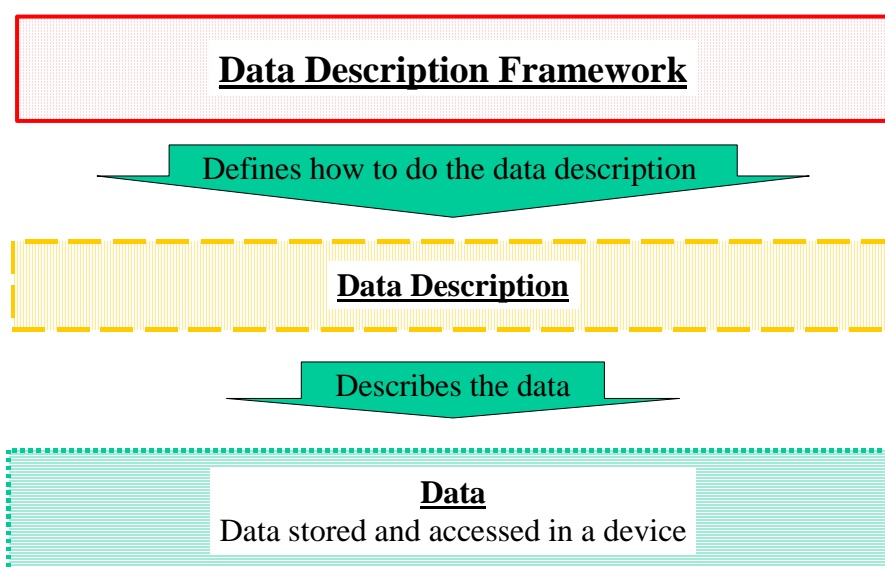 Data Description Framework
Defines how to do the data description
Data Description
Describes the data
Data
Data stored and accessed in a device